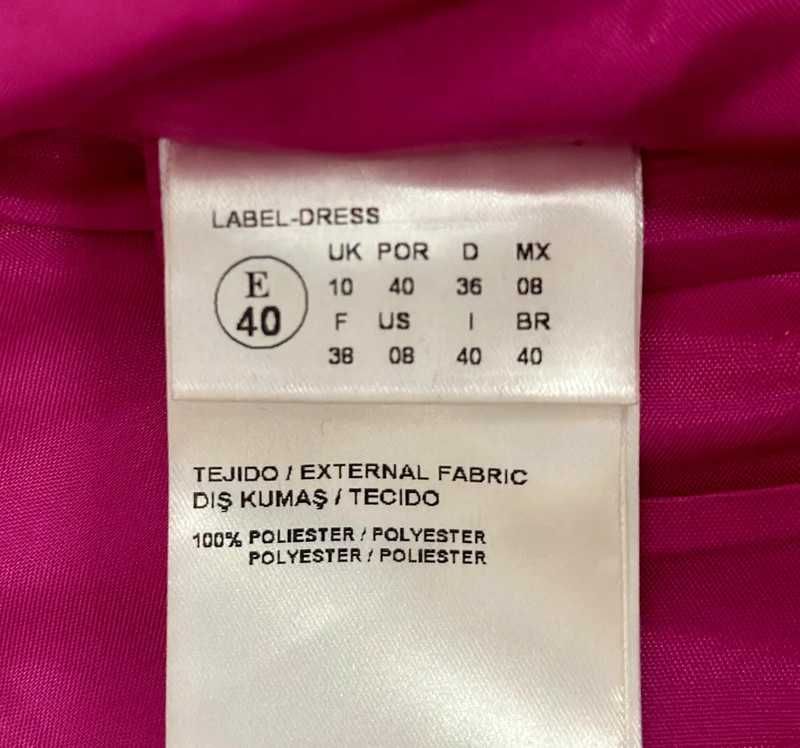 LABEL-DRESS
UK POR D MX
E 10 40 36 08
40 F US I BR
38 08 40 40
TEJIDO / EXTERNAL FABRIC
DIŞ KUMAŞ / TECIDO
100% POLIESTER / POLYESTER
POLYESTER / POLIESTER